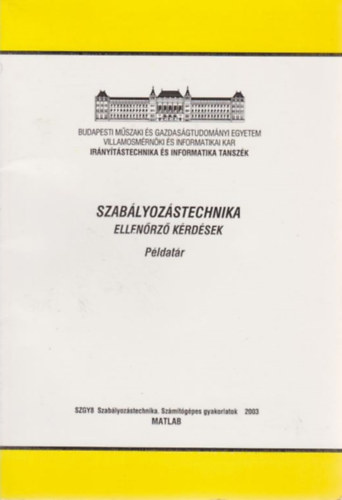 BUDAPESTI MŰSZAKI ÉS GAZDASÁGTUDOMÁNYI EGYETEM
VILLAMOSMÉRNÖKI ÉS INFORMATIKAI KAR
IRÁNYÍTÁSTECHNIKA ÉS INFORMATIKA TANSZÉK
SZABÁLYOZÁSTECHNIKA
ELLENŐRZŐ KÉRDÉSEK
Példatár
SZGY8 Szabályozástechnika. Számítógépes gyakorlatok 2003
MATLAB